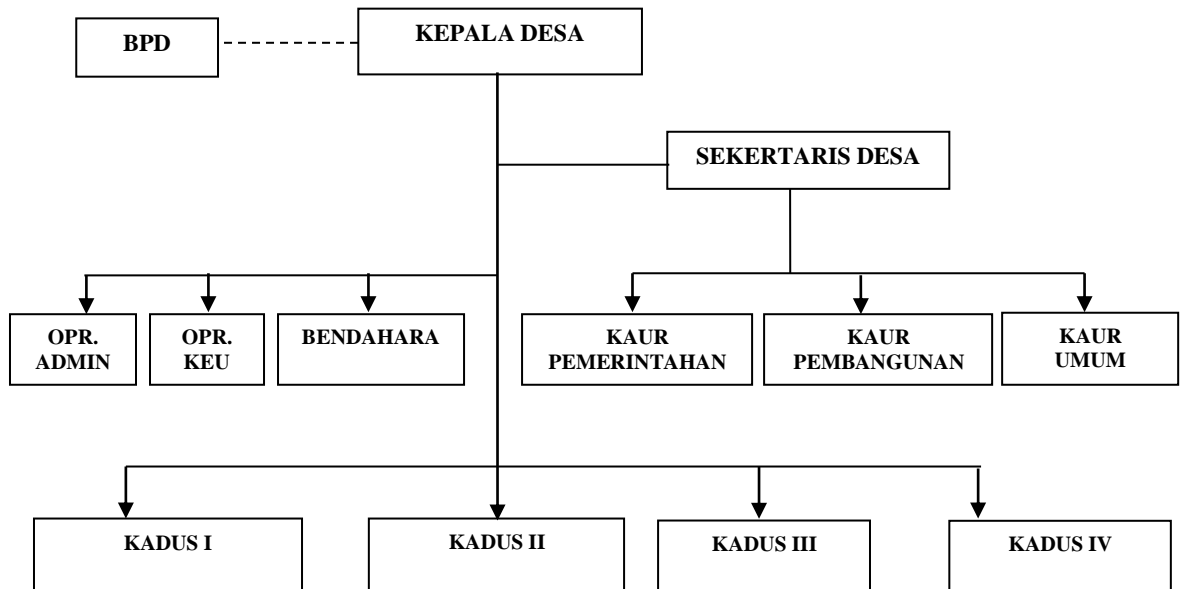 BPD
KEPALA DESA
SEKERTARIS DESA
OPR.
ADMIN
OPR.
KEU
BENDAHARA
KAUR
PEMERINTAHAN
KAUR
PEMBANGUNAN
KAUR
UMUM
KADUS I
KADUS II
KADUS III
KADUS IV